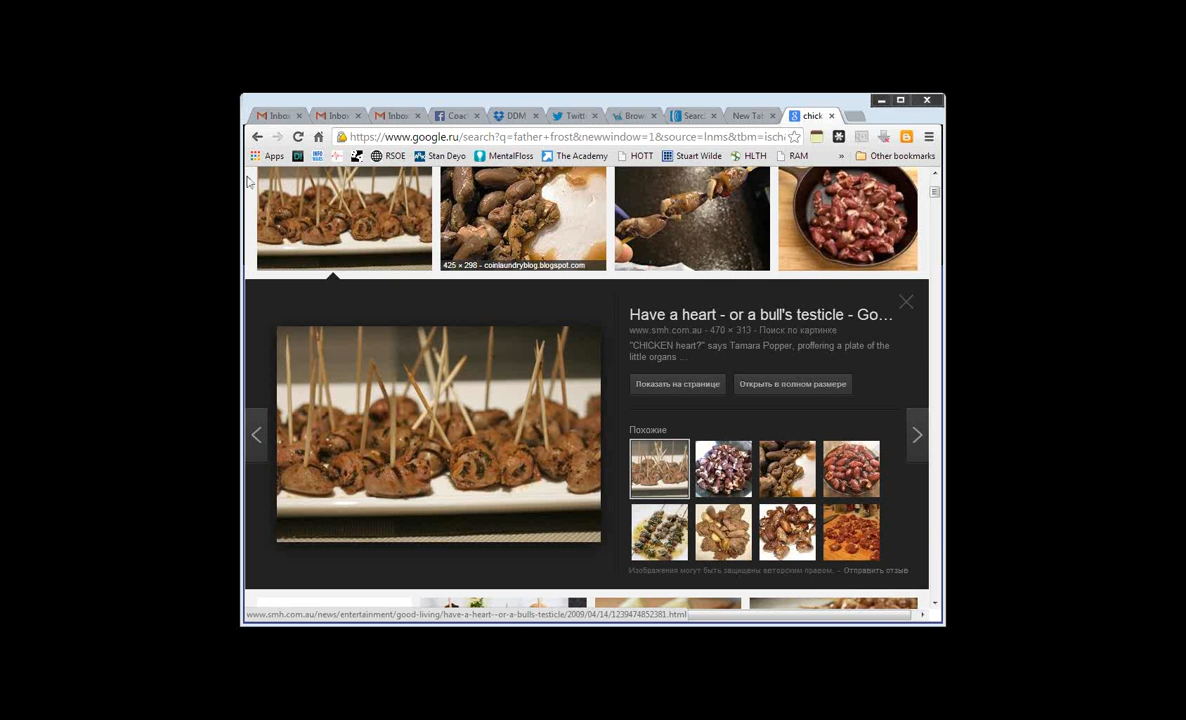 Inbox
Inbox
Inbox
Coac
DDM
Twitt
Brow
Searc
New Tab
chick
https://www.google.ru/search?q=father+frost&newwindow=1&source=lnms&tbm=isch
Apps
RSOE
Stan Deyo
MentalFloss
The Academy
HOTT
Stuart Wilde
HLTH
RAM
»
Other bookmarks
425 × 298 - coinlaundryblog.blogspot.com
Have a heart - or a bull's testicle - Go...
www.smh.com.au - 470 × 313 - Поиск по картинке
"CHICKEN heart?" says Tamara Popper, proffering a plate of the
little organs ...
Показать на странице
Открыть в полном размере
Похожие
Изображения могут быть защищены авторским правом. - Отправить отзыв
www.smh.com.au/news/entertainment/good-living/have-a-heart--or-a-bulls-testicle/2009/04/14/1239474852381.html